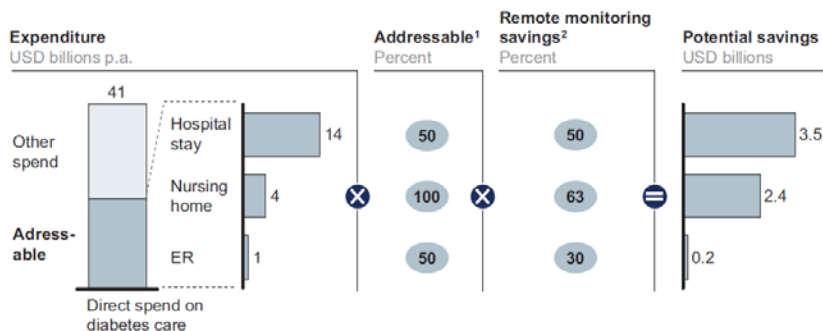 Expenditure
USD billions p.a.
Addressable¹
Percent
Remote monitoring
savings²
Percent
Potential savings
USD billions
41
Other
spend
Adress-
able
Direct spend on
diabetes care
Hospital
stay
14
50
50
3.5
Nursing
home
4
×
100
×
63
=
2.4
ER
1
50
30
0.2